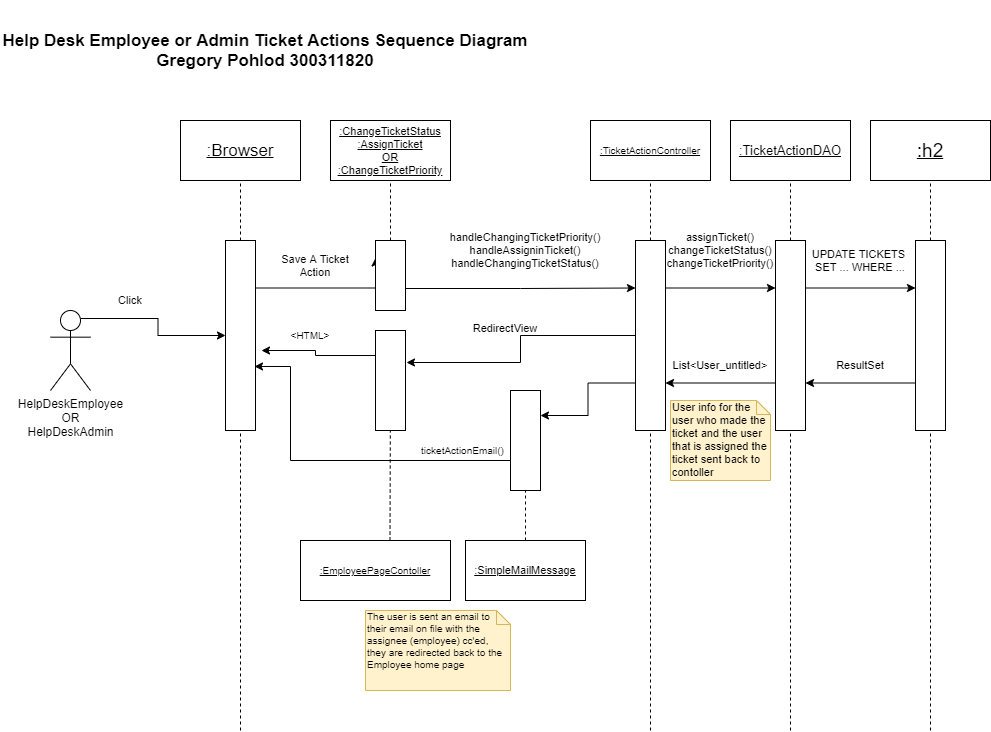 Help Desk Employee or Admin Ticket Actions Sequence Diagram
Gregory Pohlod 300311820
:Browser
:ChangeTicketStatus
:AssignTicket
OR
:ChangeTicketPriority
:TicketActionController
:TicketActionDAO
:h2
handleChangingTicketPriority()
handleAssigninTicket()
handleChangingTicketStatus()
assignTicket()
changeTicketStatus()
changeTicketPriority()
UPDATE TICKETS
SET ... WHERE ...
Save A Ticket
Action
Click
<HTML>
RedirectView
List<User_untitled>
ResultSet
HelpDeskEmployee
OR
HelpDeskAdmin
User info for the
user who made the
ticket and the user
that is assigned the
ticket sent back to
contoller
ticketActionEmail()
:EmployeePageContoller
:SimpleMailMessage
The user is sent an email to
their email on file with the
assignee (employee) cc'ed,
they are redirected back to the
Employee home page